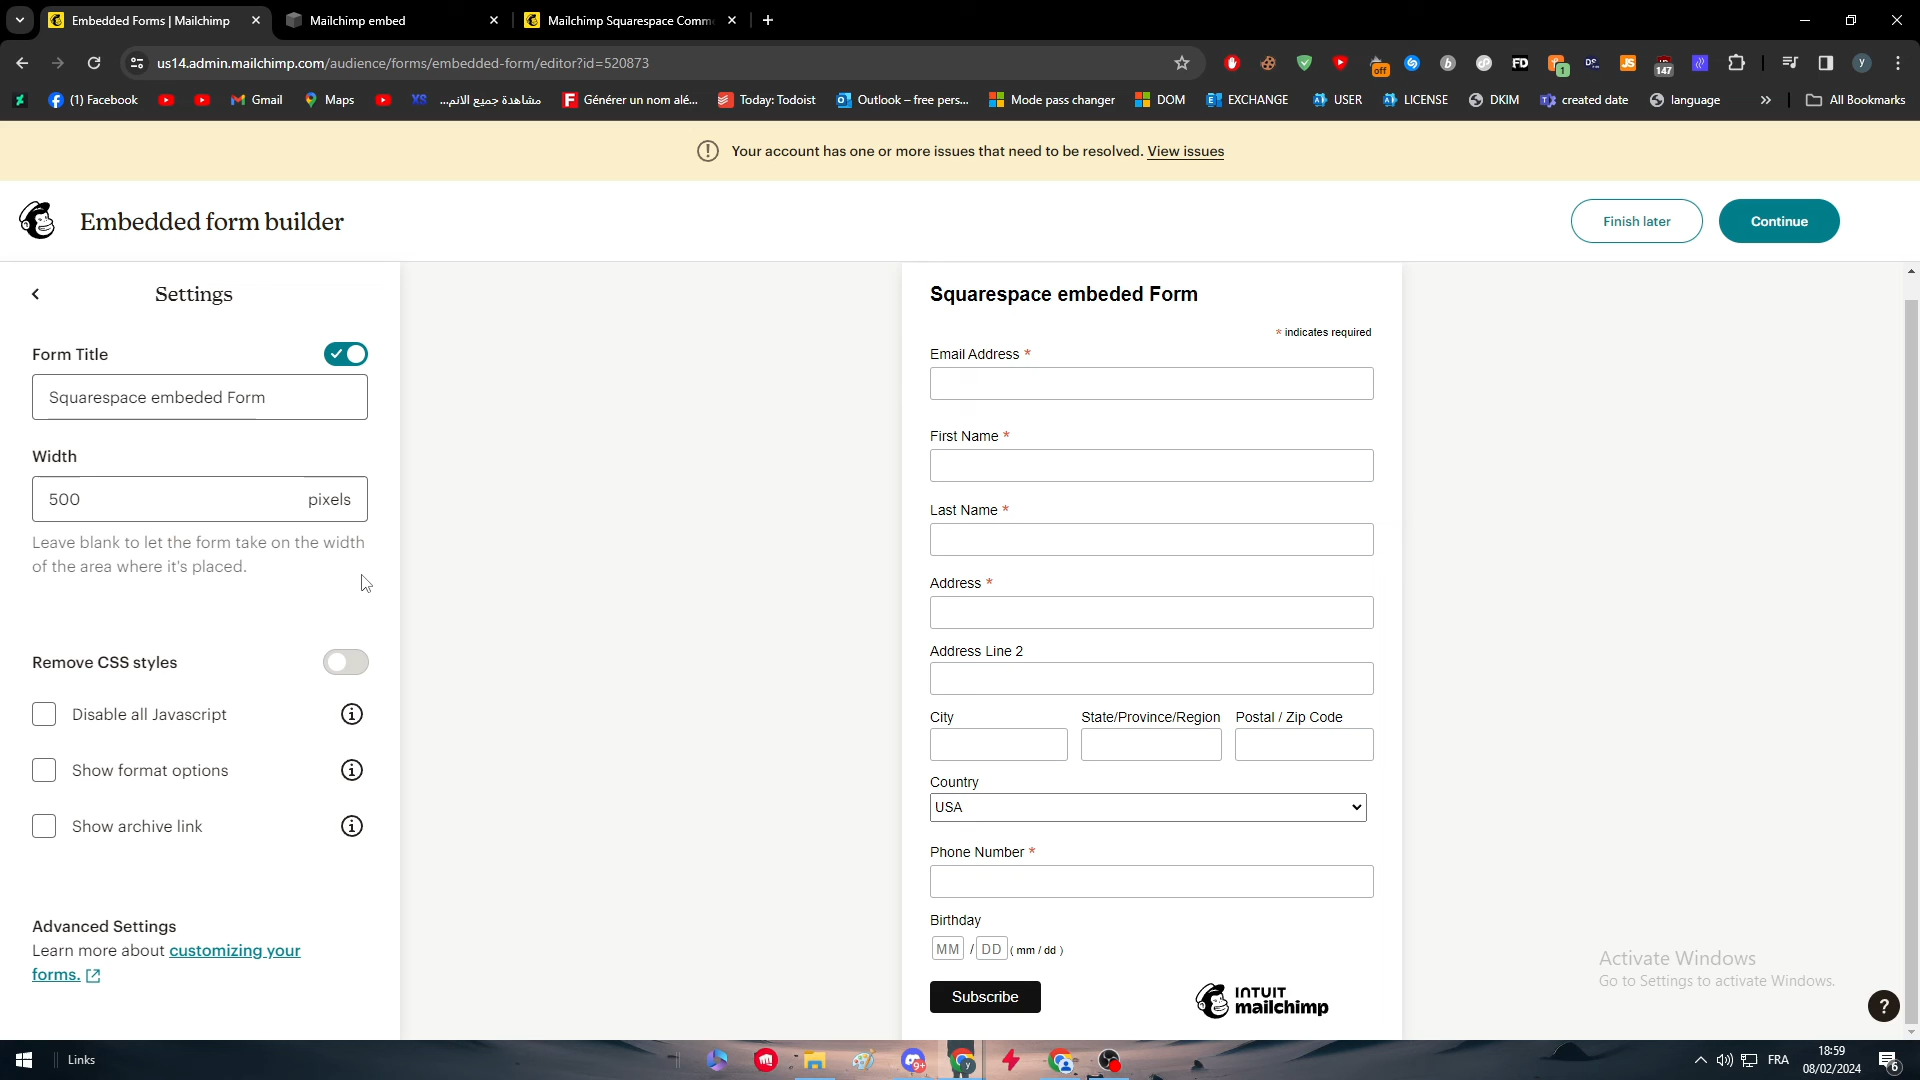 Embedded Forms | Mailchimp
Mailchimp embed
Mailchimp Squarespace Comm
us14.admin.mailchimp.com/audience/forms/embedded-form/editor?id=520873
off
FD
1
JS
147
y
(1) Facebook
Gmail
Maps
مشاهدة جميع الانم...
Générer un nom alé...
Today: Todoist
Outlook – free pers...
Mode pass changer
DOM
EXCHANGE
USER
LICENSE
DKIM
created date
language
»
All Bookmarks
Your account has one or more issues that need to be resolved. View issues
Embedded form builder
Finish later
Continue
Settings
Form Title
Squarespace embeded Form
Width
500 pixels
Leave blank to let the form take on the width
of the area where it's placed.
Remove CSS styles
Disable all Javascript
Show format options
Show archive link
Advanced Settings
Learn more about customizing your
forms.
Squarespace embeded Form
* indicates required
Email Address *
First Name *
Last Name *
Address *
Address Line 2
City State/Province/Region Postal / Zip Code
Country
USA
Phone Number *
Birthday
MM / DD ( mm / dd )
Subscribe
INTUIT
mailchimp
Activate Windows
Go to Settings to activate Windows.
?
Links
9+
FRA
18:59
08/02/2024
6